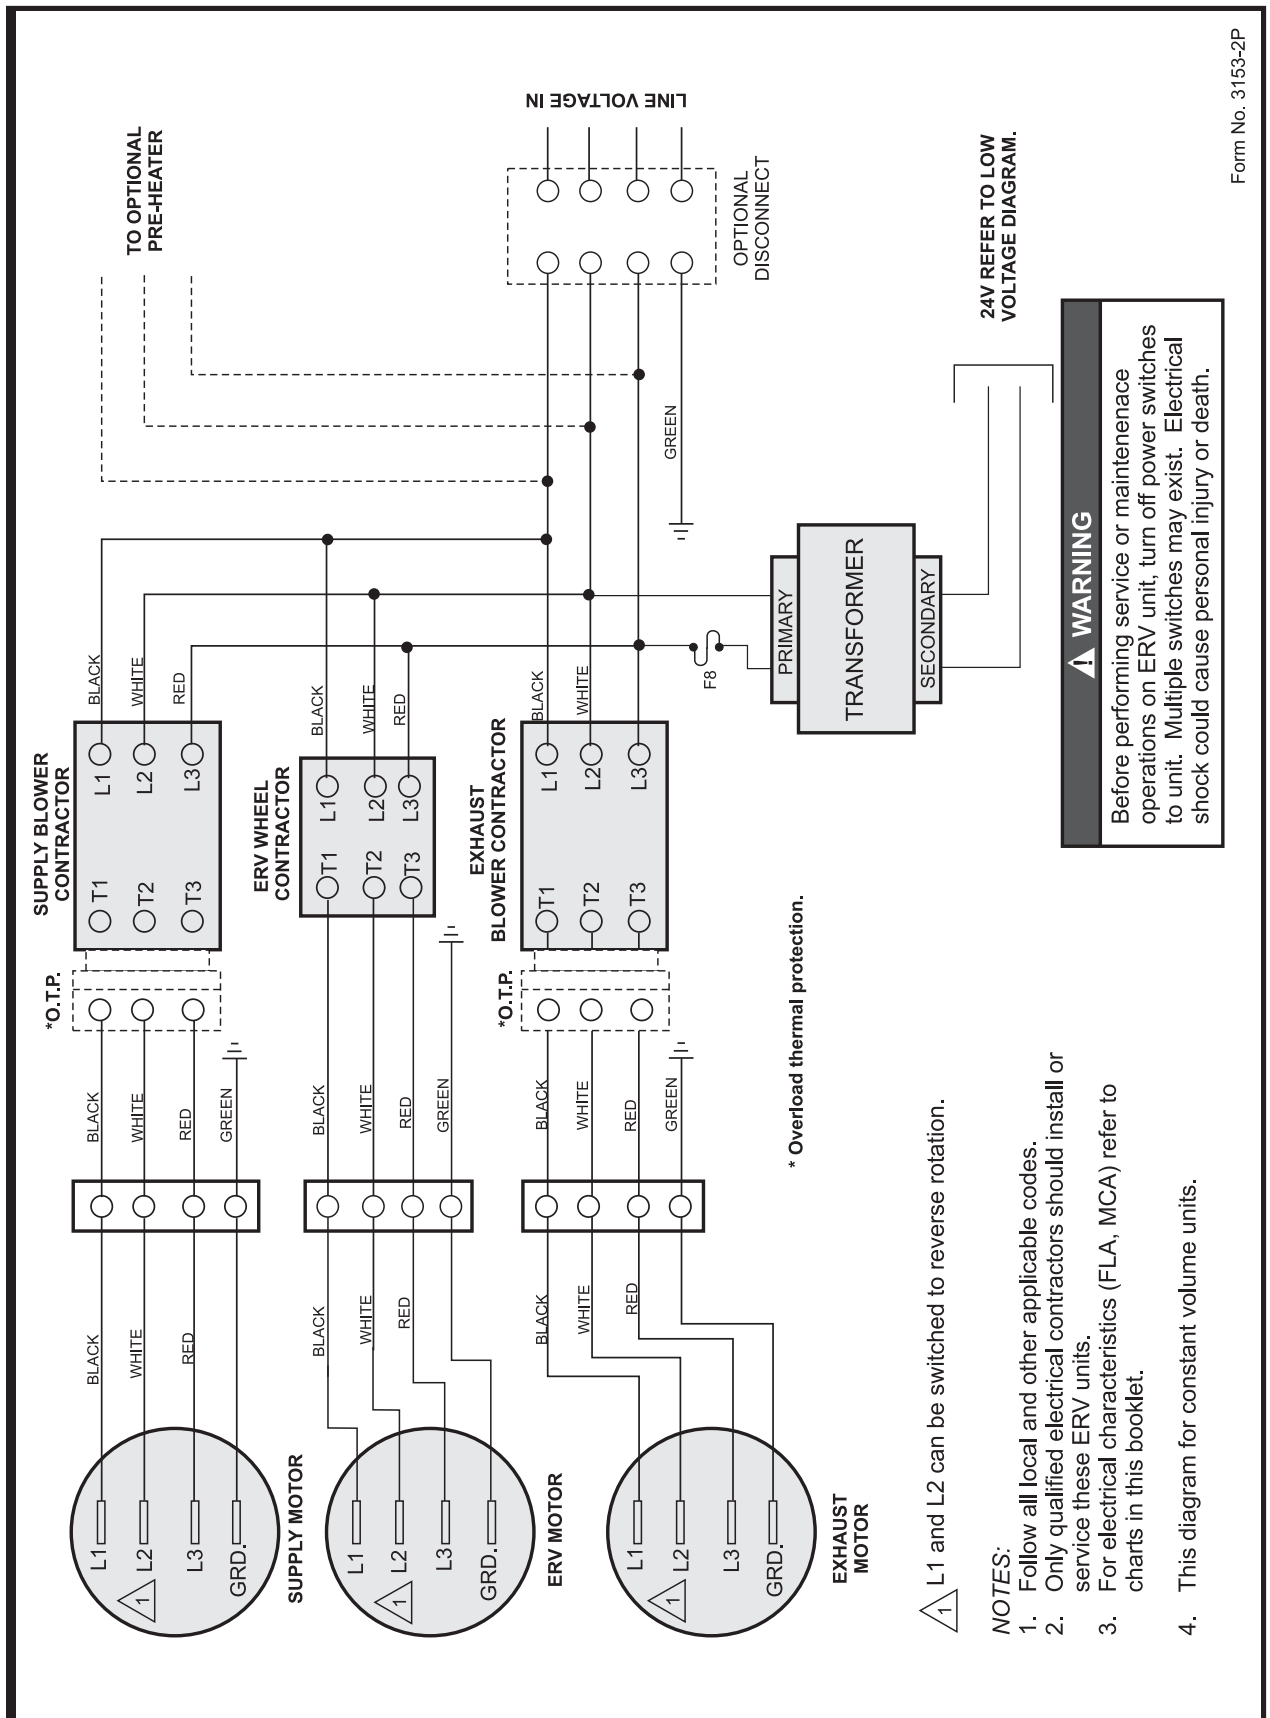 SUPPLY MOTOR
L1
L2
L3
GRD.
1
BLACK
WHITE
RED
BLACK
WHITE
RED
GREEN
*O.T.P.
SUPPLY BLOWER
CONTRACTOR
T1
T2
T3
L1
L2
L3
BLACK
WHITE
RED
TO OPTIONAL
PRE-HEATER
ERV MOTOR
L1
L2
L3
GRD.
1
BLACK
WHITE
RED
BLACK
WHITE
RED
GREEN
ERV WHEEL
CONTRACTOR
T1
T2
T3
L1
L2
L3
BLACK
WHITE
RED
EXHAUST
MOTOR
L1
L2
L3
GRD.
1
BLACK
WHITE
RED
BLACK
WHITE
RED
GREEN
*O.T.P.
EXHAUST
BLOWER CONTRACTOR
T1
T2
T3
L1
L2
L3
BLACK
WHITE
GREEN
LINE VOLTAGE IN
OPTIONAL
DISCONNECT
F8
PRIMARY
TRANSFORMER
SECONDARY
24V REFER TO LOW
VOLTAGE DIAGRAM.
* Overload thermal protection.
1 L1 and L2 can be switched to reverse rotation.
NOTES:
1. Follow all local and other applicable codes.
2. Only qualified electrical contractors should install or
service these ERV units.
3. For electrical characteristics (FLA, MCA) refer to
charts in this booklet.
4. This diagram for constant volume units.
! WARNING
Before performing service or maintenenace
operations on ERV unit, turn off power switches
to unit. Multiple switches may exist. Electrical
shock could cause personal injury or death.
Form No. 3153-2P